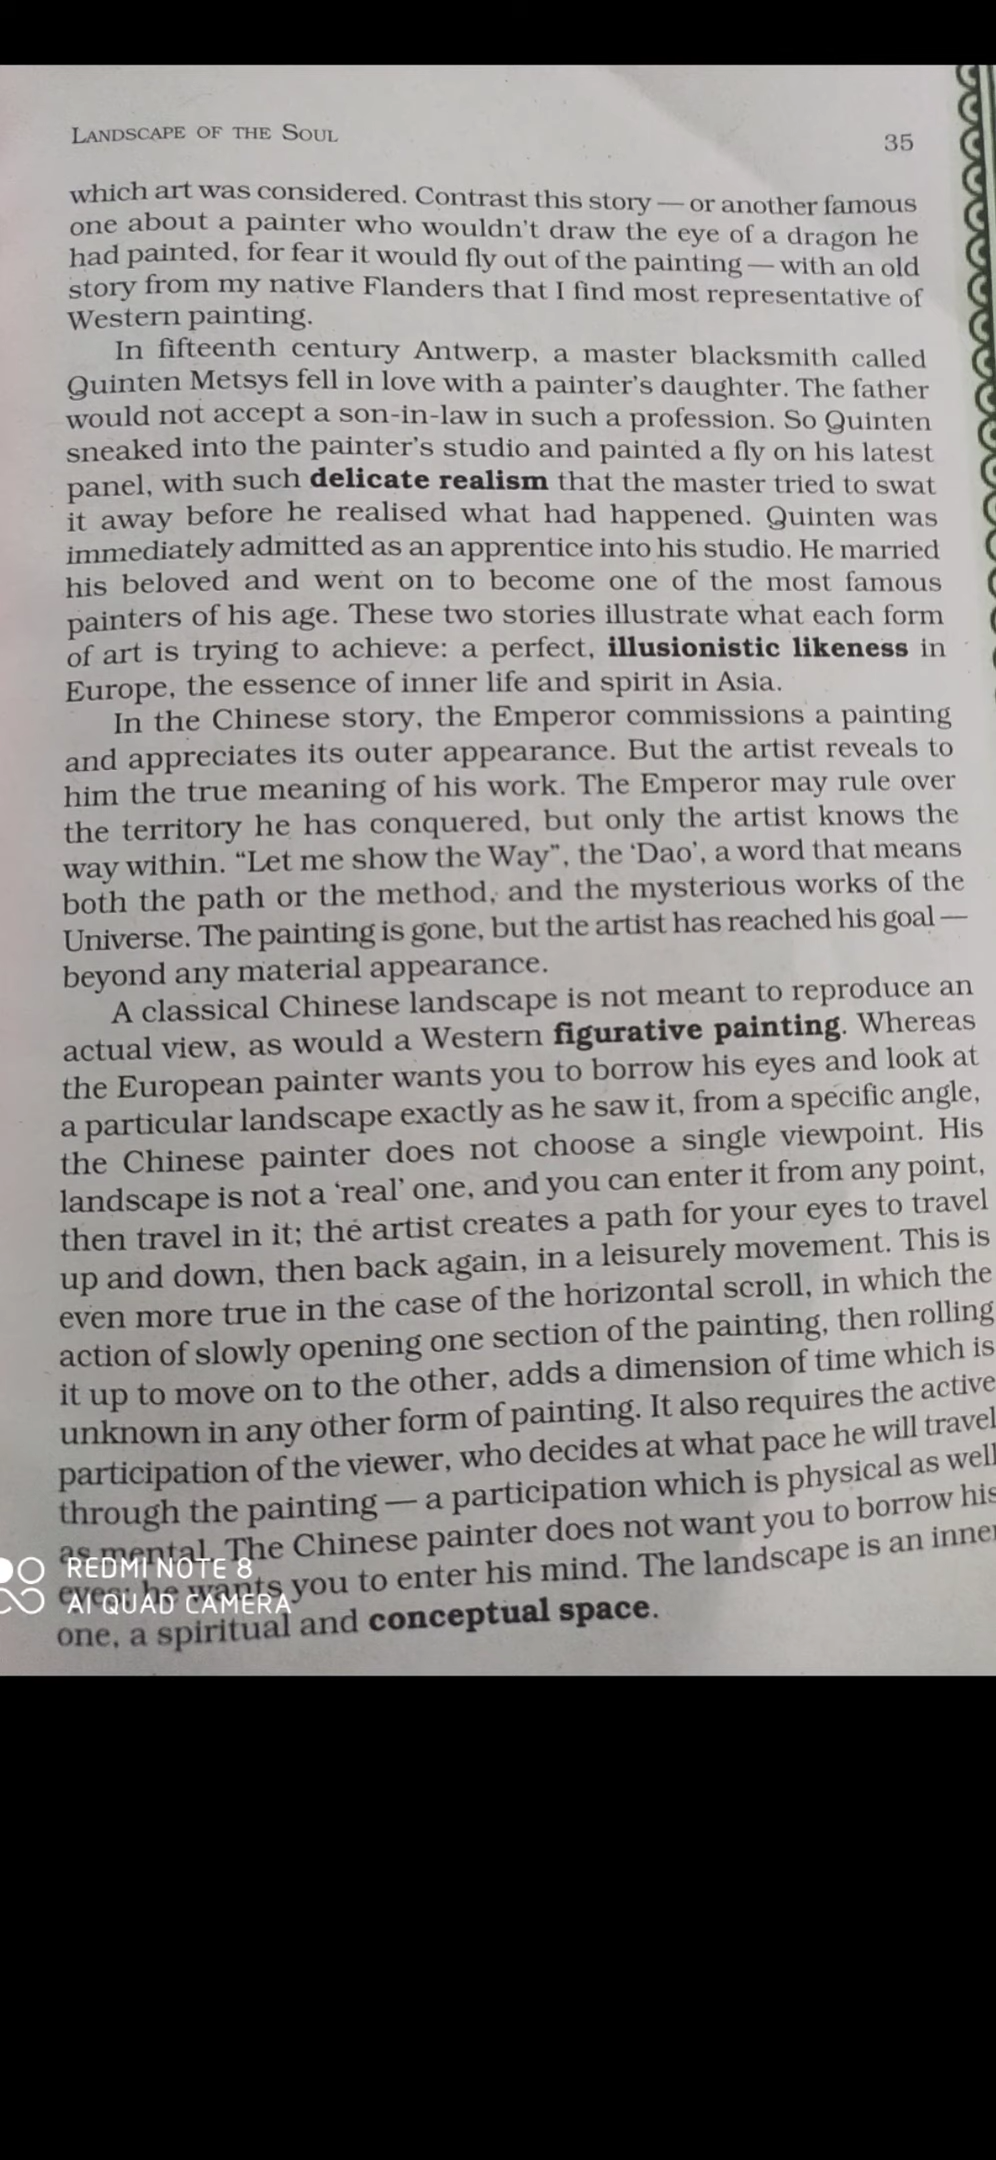 LANDSCAPE OF THE SOUL
35
which art was considered. Contrast this story — or another famous
one about a painter who wouldn't draw the eye of a dragon he
had painted, for fear it would fly out of the painting — with an old
story from my native Flanders that I find most representative of
Western painting.
In fifteenth century Antwerp, a master blacksmith called
Quinten Metsys fell in love with a painter's daughter. The father
would not accept a son-in-law in such a profession. So Quinten
sneaked into the painter's studio and painted a fly on his latest
panel, with such delicate realism that the master tried to swat
it away before he realised what had happened. Quinten was
immediately admitted as an apprentice into his studio. He married
his beloved and went on to become one of the most famous
painters of his age. These two stories illustrate what each form
of art is trying to achieve: a perfect, illusionistic likeness in
Europe, the essence of inner life and spirit in Asia.
In the Chinese story, the Emperor commissions a painting
and appreciates its outer appearance. But the artist reveals to
him the true meaning of his work. The Emperor may rule over
the territory he has conquered, but only the artist knows the
way within. “Let me show the Way”, the ‘Dao’, a word that means
both the path or the method, and the mysterious works of the
Universe. The painting is gone, but the artist has reached his goal —
beyond any material appearance.
A classical Chinese landscape is not meant to reproduce an
actual view, as would a Western figurative painting. Whereas
the European painter wants you to borrow his eyes and look at
a particular landscape exactly as he saw it, from a specific angle,
the Chinese painter does not choose a single viewpoint. His
landscape is not a ‘real’ one, and you can enter it from any point,
then travel in it; the artist creates a path for your eyes to travel
up and down, then back again, in a leisurely movement. This is
even more true in the case of the horizontal scroll, in which the
action of slowly opening one section of the painting, then rolling
it up to move on to the other, adds a dimension of time which is
unknown in any other form of painting. It also requires the active
participation of the viewer, who decides at what pace he will travel
through the painting — a participation which is physical as well
as mental. The Chinese painter does not want you to borrow his
eyes; he wants you to enter his mind. The landscape is an inner
one, a spiritual and conceptual space.
REDMI NOTE 8
AI QUAD CAMERA